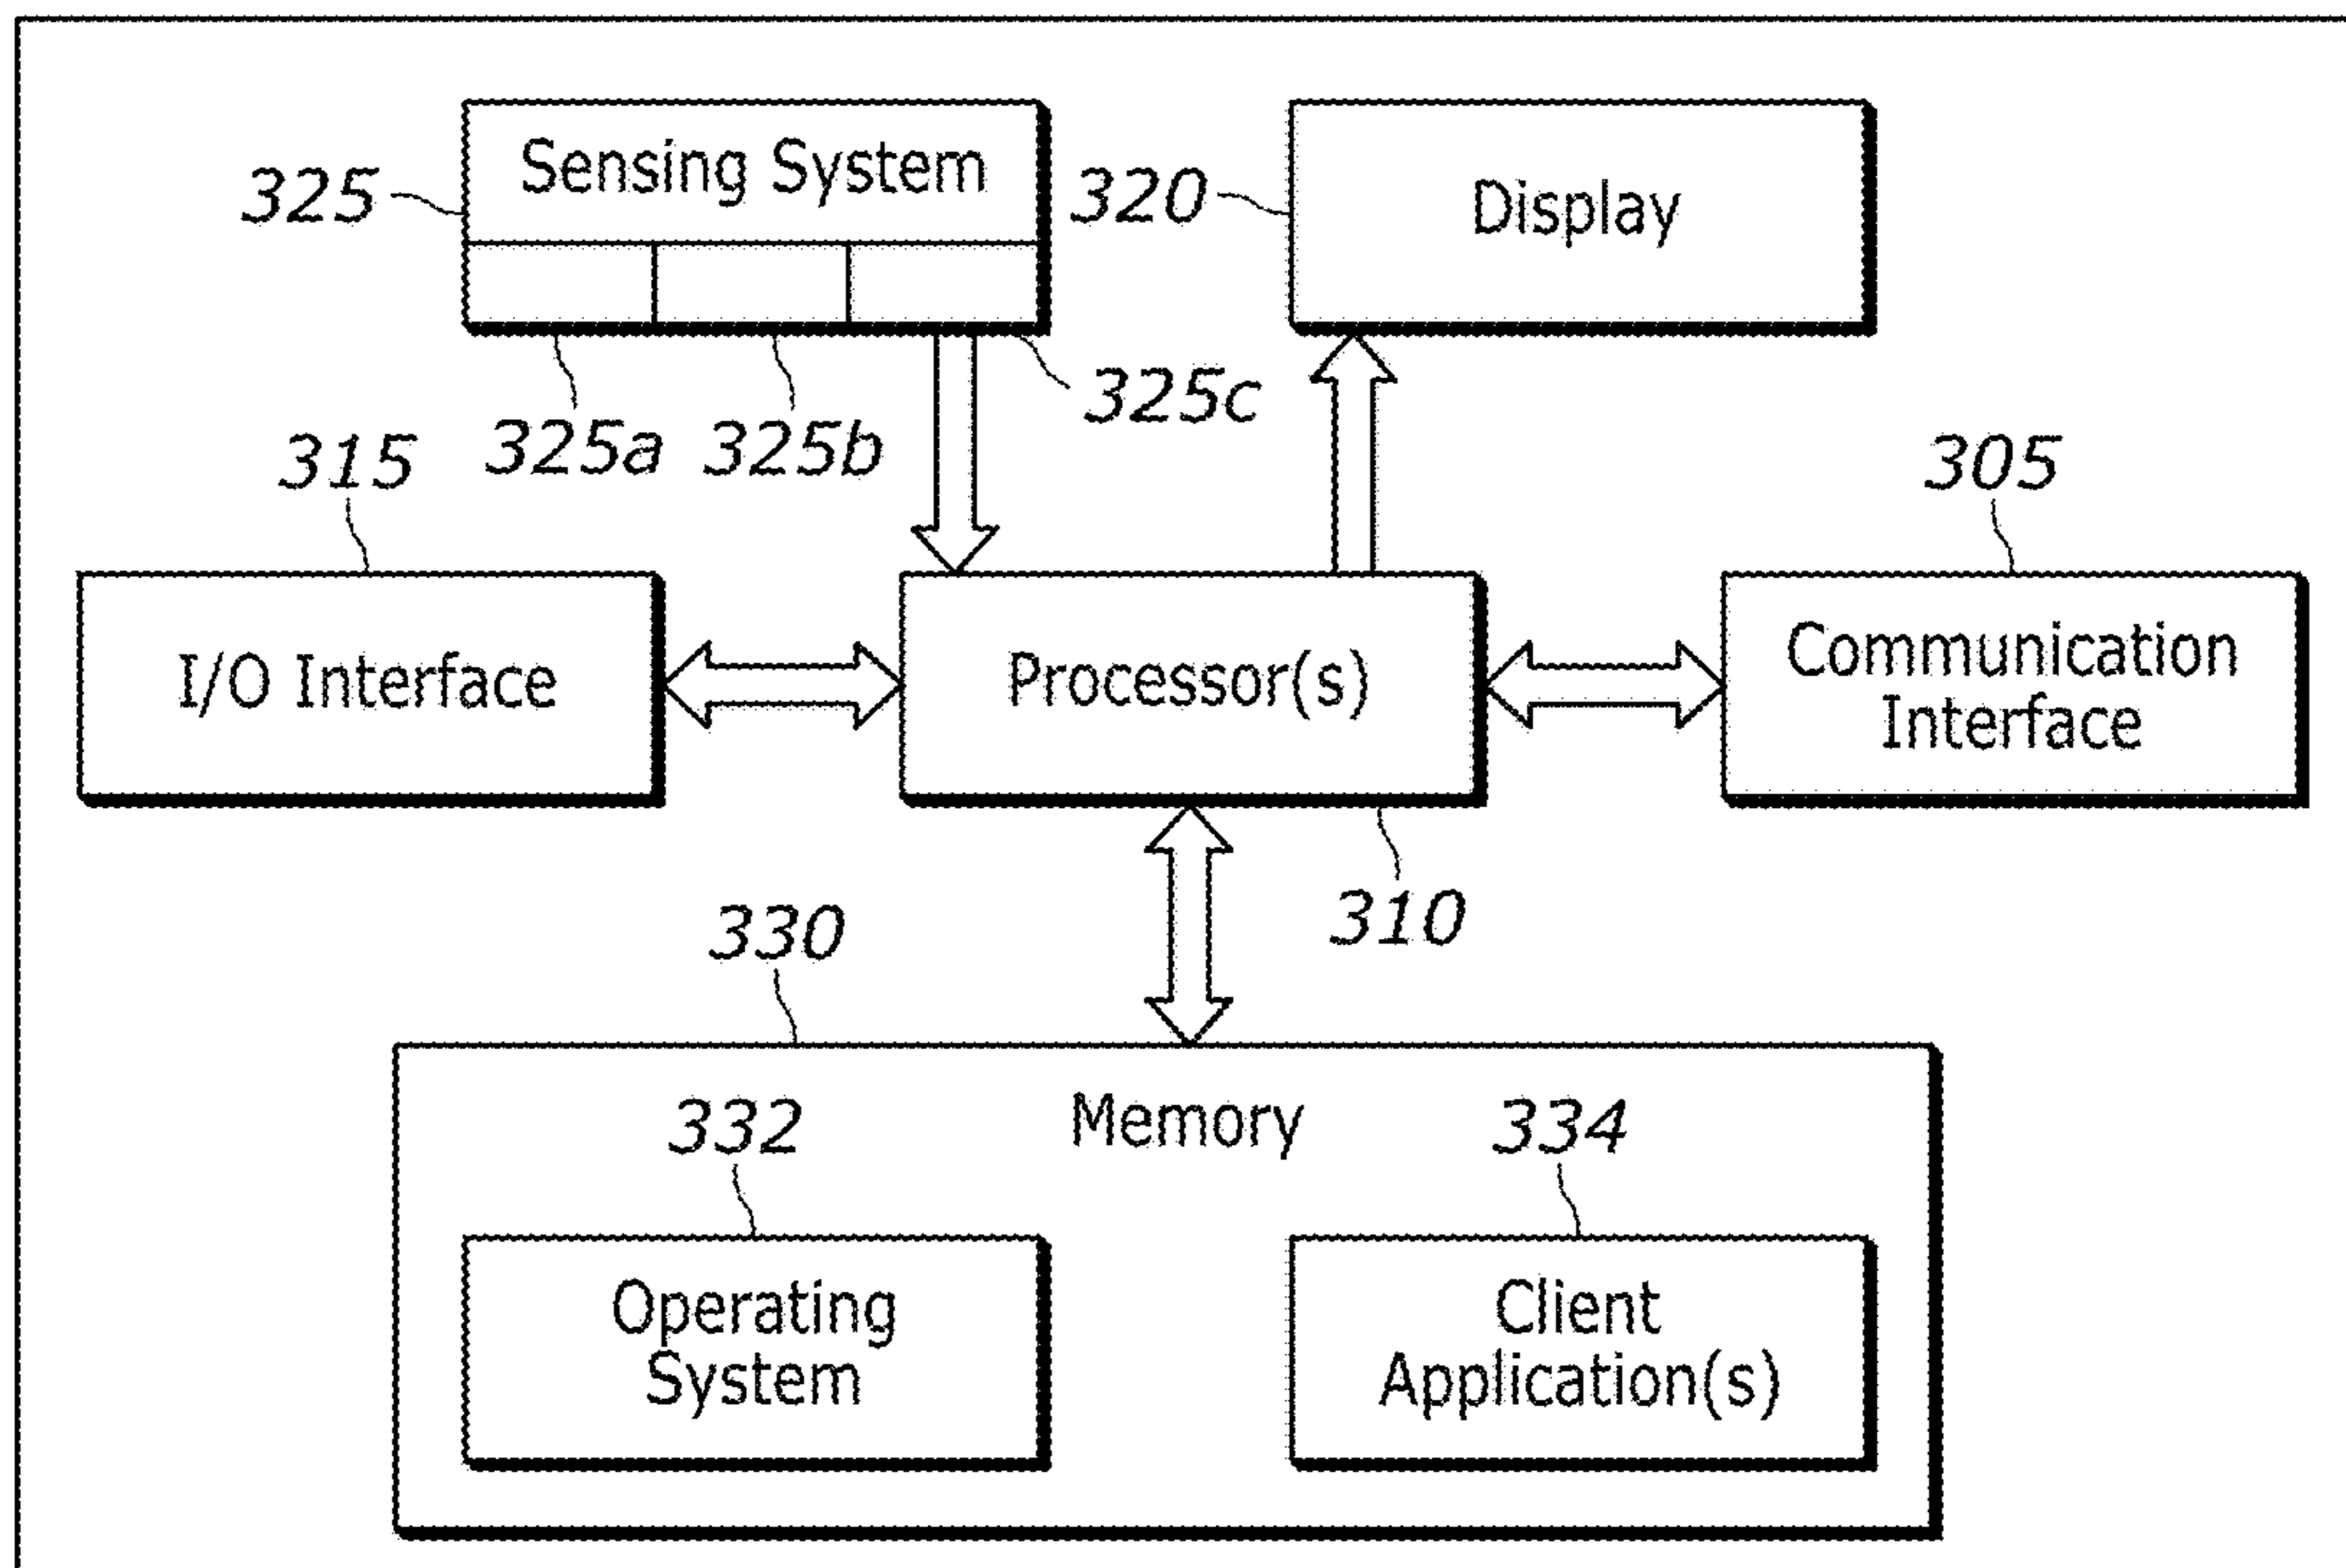 Sensing System
325
320
Display
325a
325b
325c
315
305
I/O Interface
Processor(s)
Communication
Interface
310
330
Memory
332
334
Operating
System
Client
Application(s)